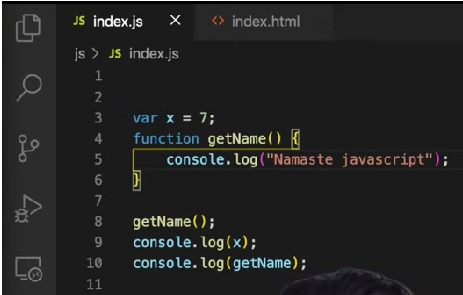 JS index.js X <> index.html
js > JS index.js
1
2
3 var x = 7;
4 function getName() {
5 console.log("Namaste javascript");
6 }
7
8 getName();
9 console.log(x);
10 console.log(getName);
11